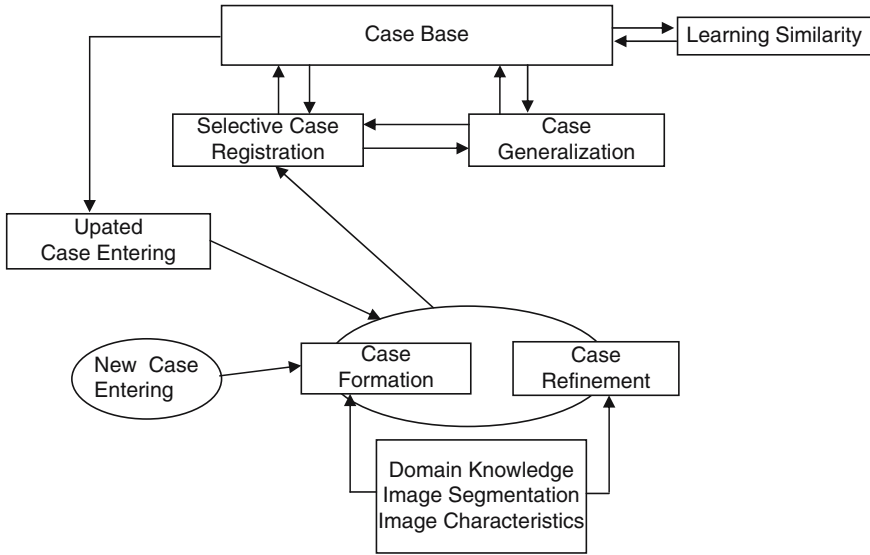 Case Base
Learning Similarity
Selective Case
Registration
Case
Generalization
Upated
Case Entering
New Case
Entering
Case
Formation
Case
Refinement
Domain Knowledge
Image Segmentation
Image Characteristics